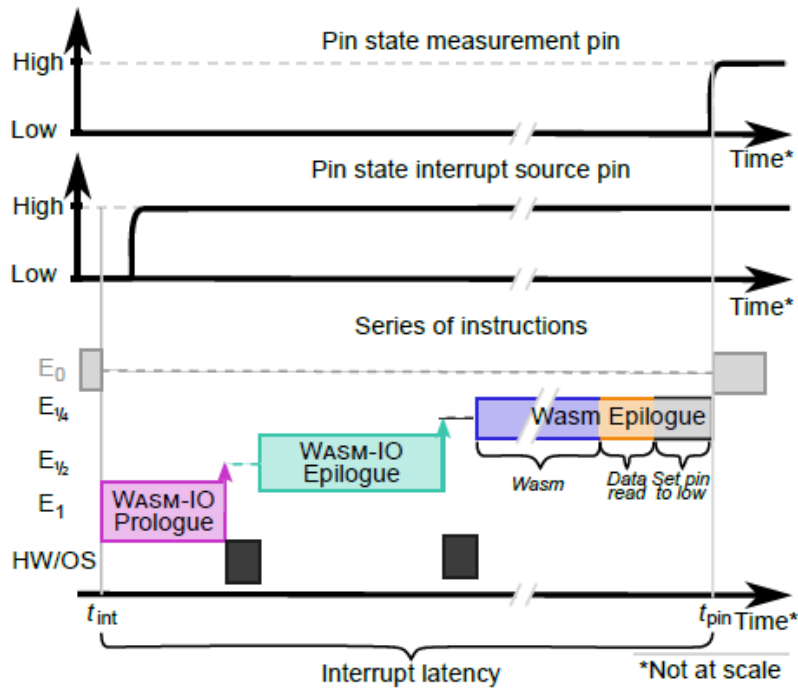 Pin state measurement pin
High
Low
Time*
Pin state interrupt source pin
High
Low
Time*
Series of instructions
E0
E1/4
Wasm Epilogue
E1/2
WASM-IO
Epilogue
Wasm
Data
read
Set pin
to low
E1
WASM-IO
Prologue
HW/OS
tint
tpin
Time*
Interrupt latency
*Not at scale